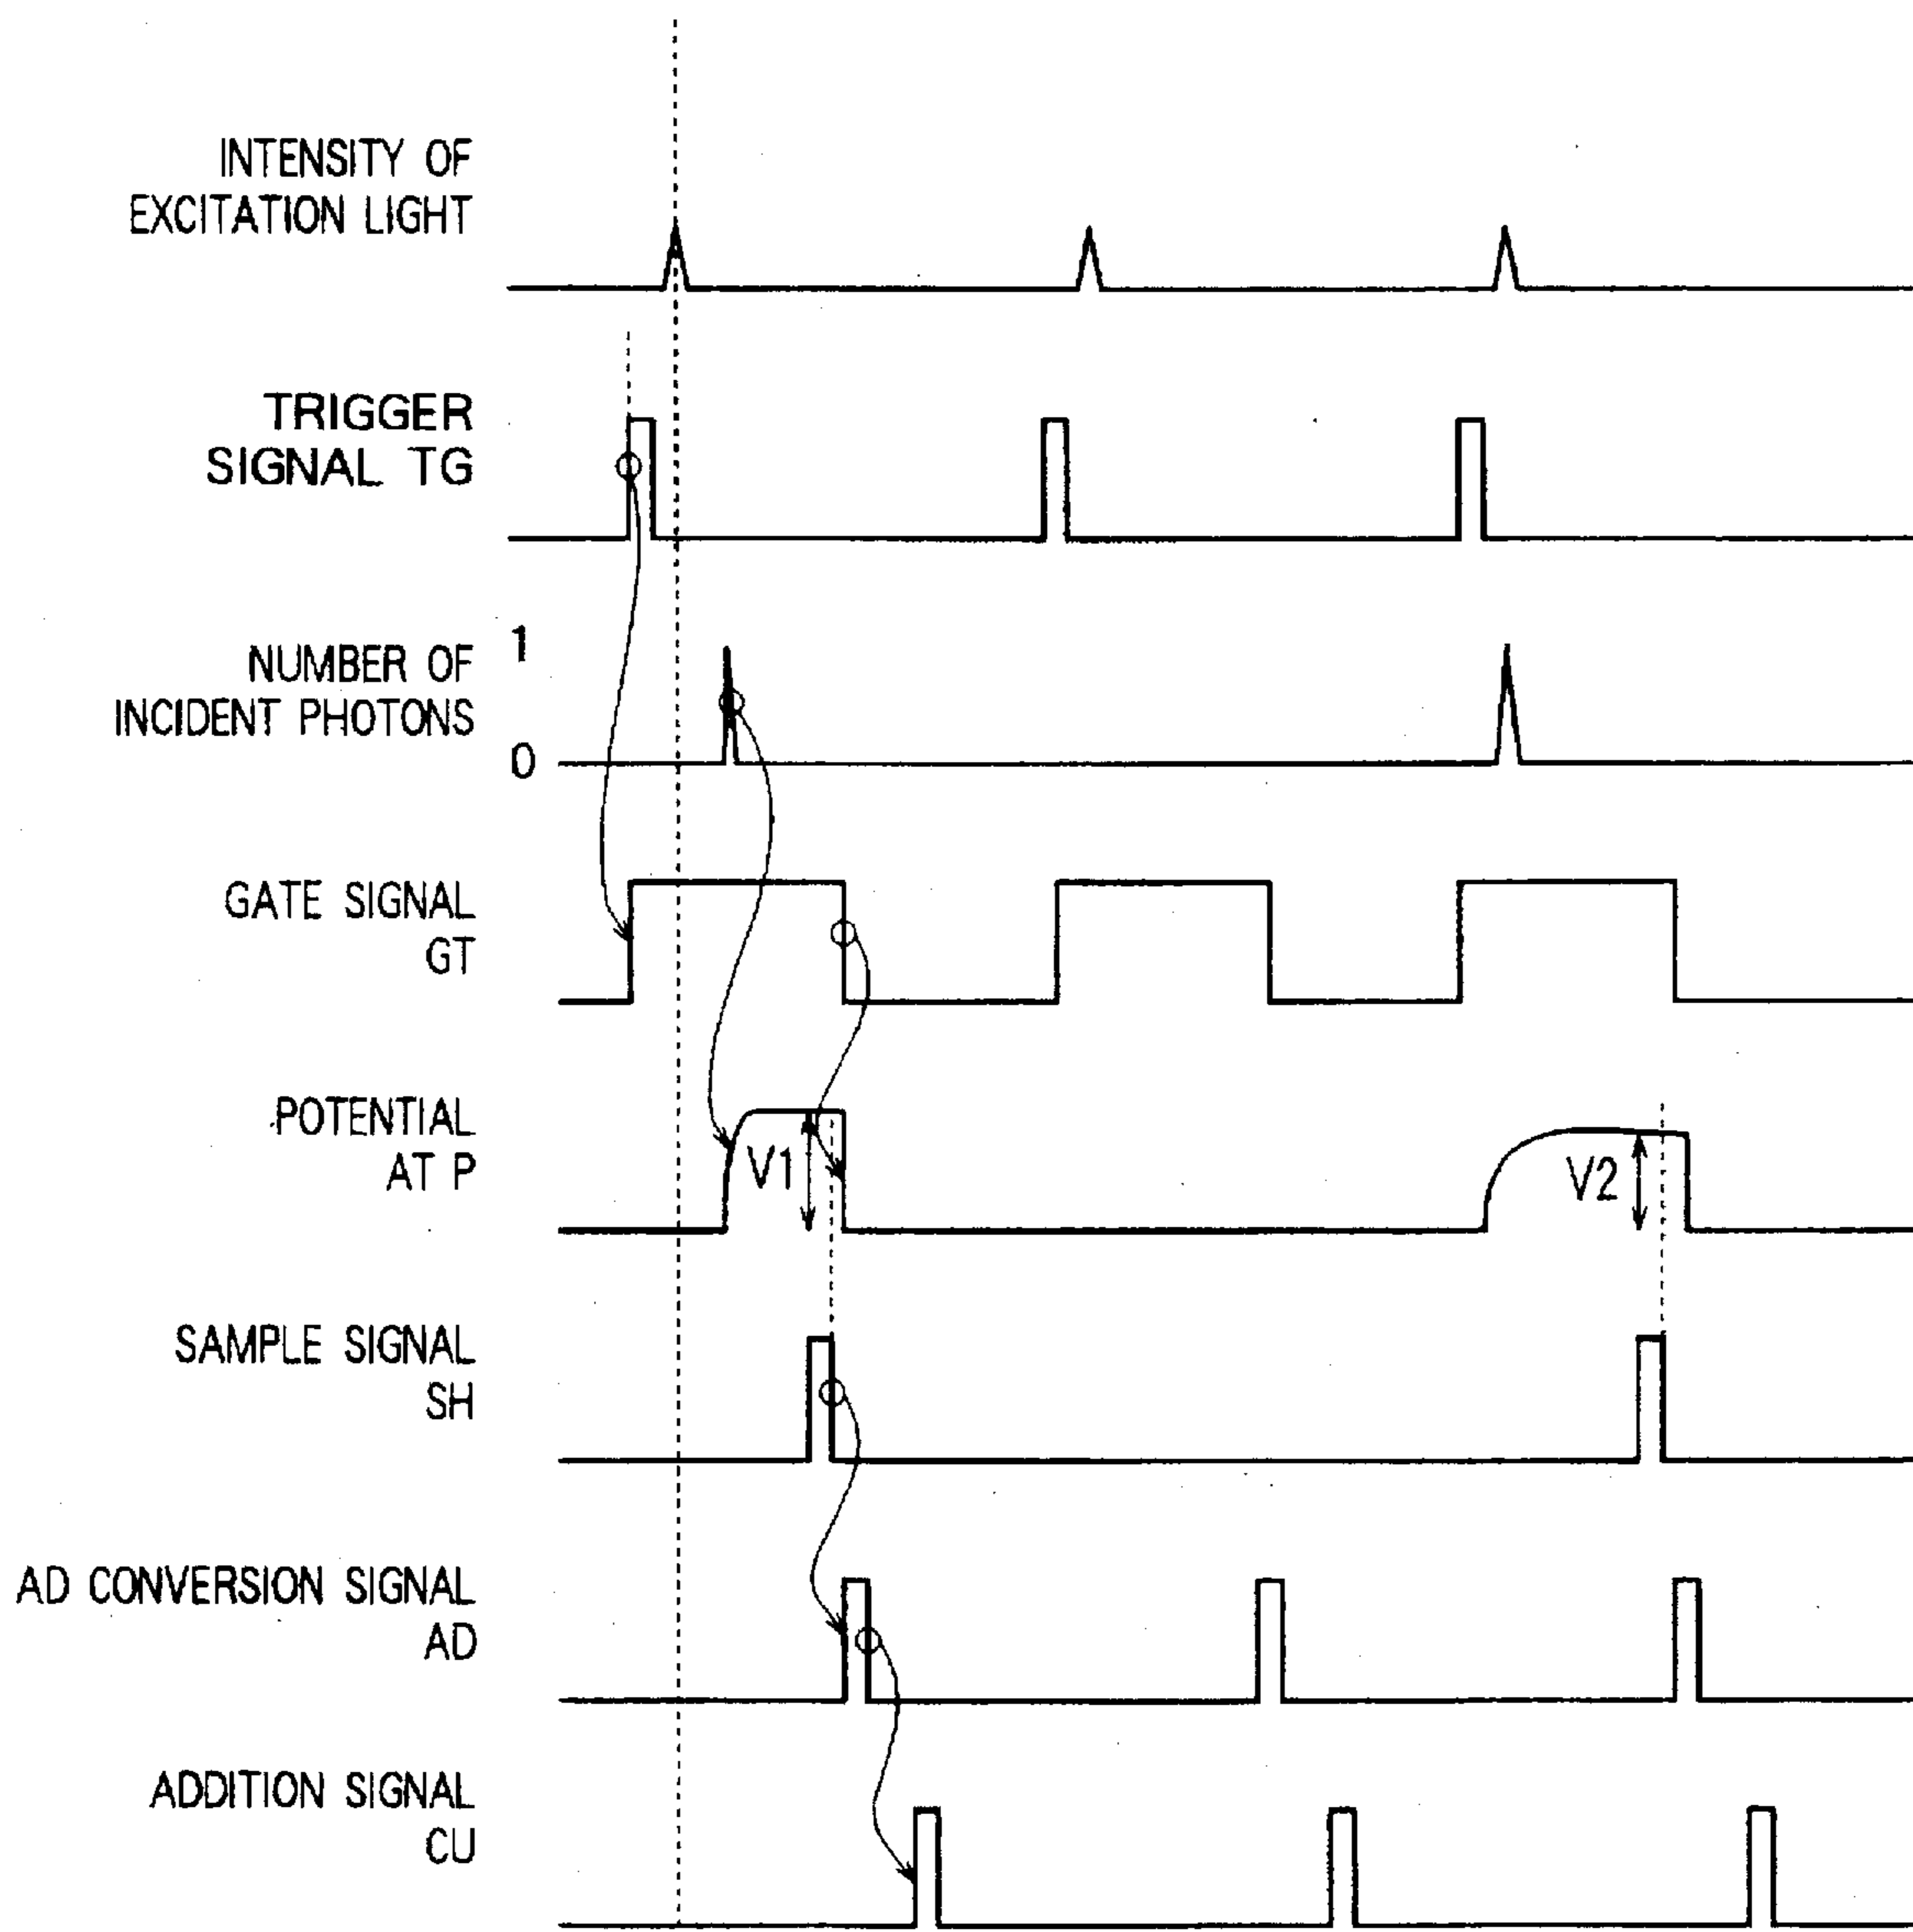 INTENSITY OF
EXCITATION LIGHT
TRIGGER
SIGNAL TG
NUMBER OF
INCIDENT PHOTONS
1
0
GATE SIGNAL
GT
POTENTIAL
AT P
V1
V2
SAMPLE SIGNAL
SH
AD CONVERSION SIGNAL
AD
ADDITION SIGNAL
CU